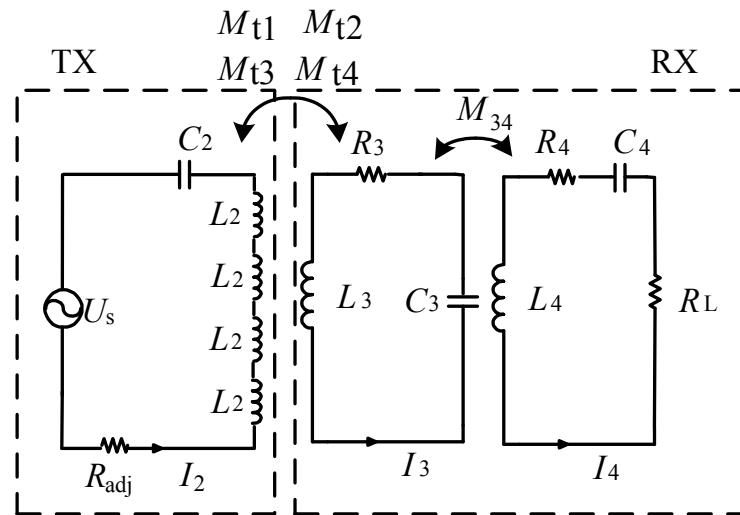 Mt1 Mt2
TX Mt3 Mt4 RX
M34
C2 R3 R4 C4
L2
L2
Us L3 C3 L4 RL
L2
L2
Radj I2 I3 I4